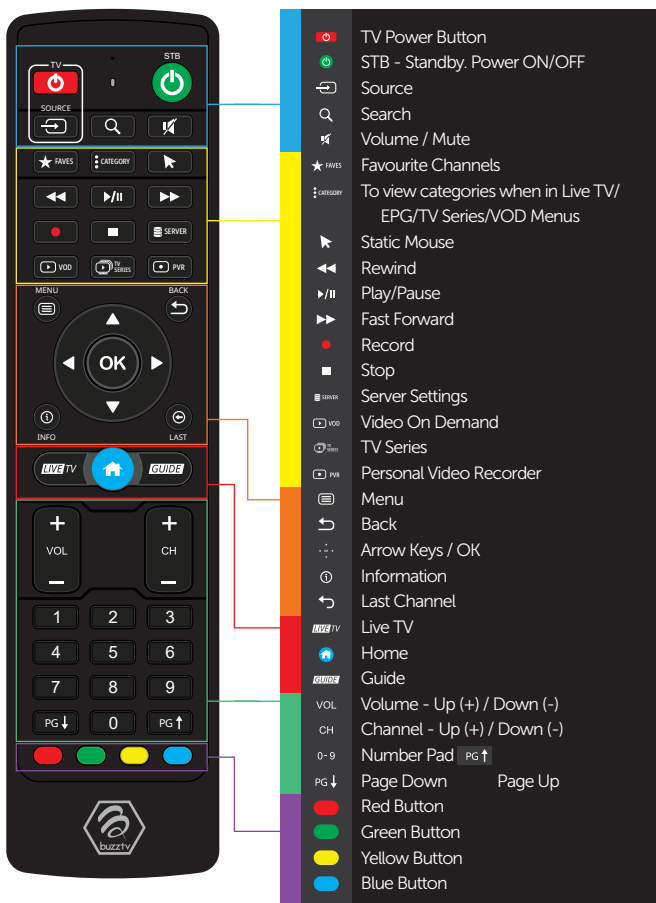 TV
STB
SOURCE
FAVES
CATEGORY
SERVER
VOD
TV
SERIES
PVR
MENU
BACK
OK
INFO
LAST
LIVE TV
GUIDE
+
+
VOL
CH
−
−
1 2 3
4 5 6
7 8 9
PG 0 PG
buzztv
TV Power Button
STB - Standby. Power ON/OFF
Source
Search
Volume / Mute
FAVES Favourite Channels
CATEGORY To view categories when in Live TV/
EPG/TV Series/VOD Menus
Static Mouse
Rewind
Play/Pause
Fast Forward
Record
Stop
SERVER Server Settings
VOD Video On Demand
TV SERIES TV Series
PVR Personal Video Recorder
Menu
Back
Arrow Keys / OK
Information
Last Channel
LIVE TV Live TV
Home
GUIDE Guide
VOL Volume - Up (+) / Down (-)
CH Channel - Up (+) / Down (-)
0-9 Number Pad PG
PG Page Down Page Up
Red Button
Green Button
Yellow Button
Blue Button